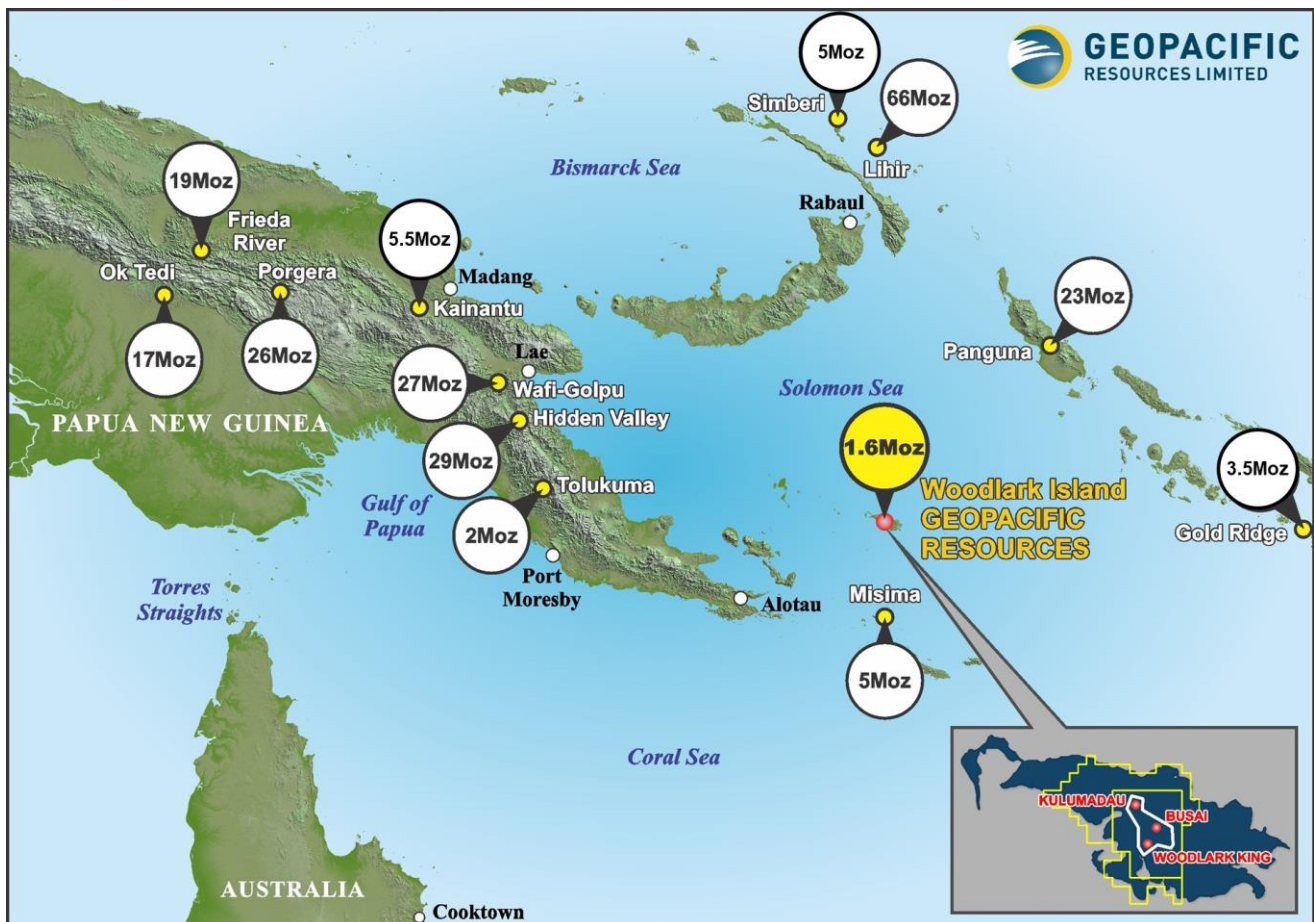 GEOPACIFIC
RESOURCES LIMITED
5Moz
Simberi
66Moz
Lihir
Bismarck Sea
Rabaul
19Moz
Frieda
River
5.5Moz
Ok Tedi
Porgera
Madang
Kainantu
17Moz
26Moz
23Moz
Panguna
Lae
27Moz
Wafi-Golpu
Hidden Valley
PAPUA NEW GUINEA
29Moz
Solomon Sea
1.6Moz
Woodlark Island
GEOPACIFIC
RESOURCES
3.5Moz
Gold Ridge
Gulf of
Papua
Tolukuma
2Moz
Port
Moresby
Torres
Straights
Alotau
Misima
5Moz
Coral Sea
KULUMADAU
BUSAI
WOODLARK KING
AUSTRALIA
Cooktown